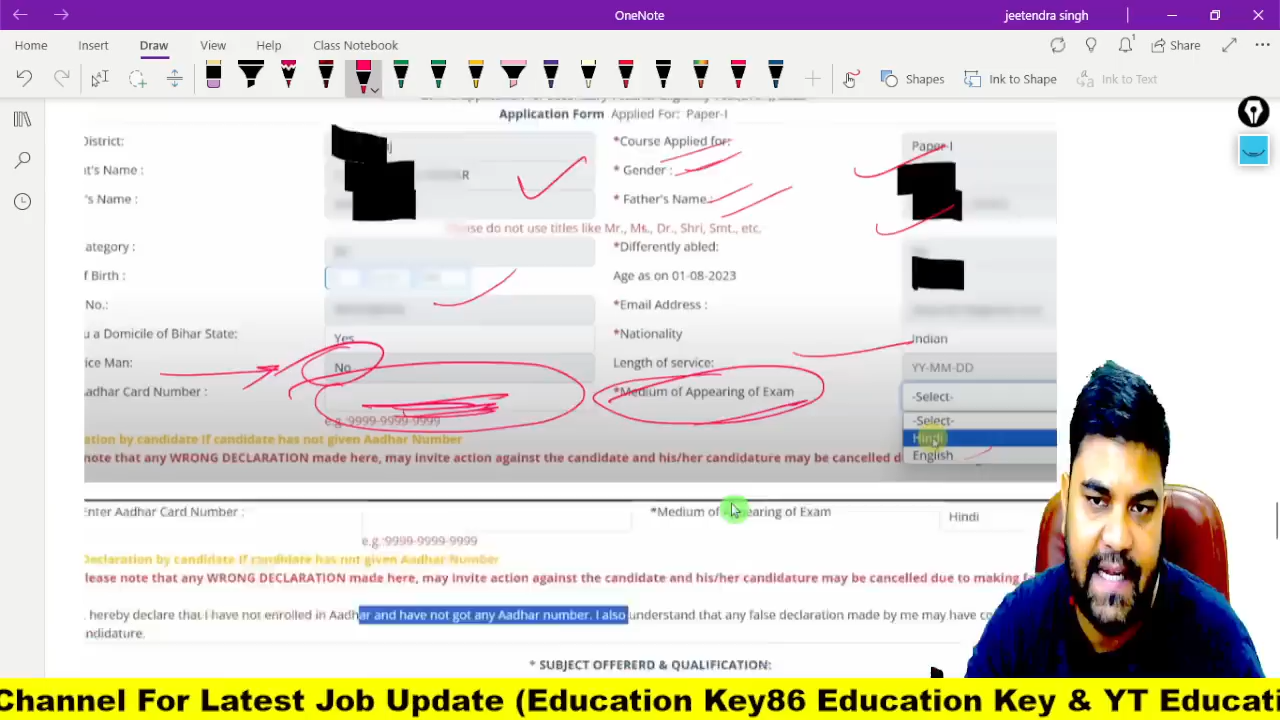 OneNote
jeetendra singh
Home Insert Draw View Help Class Notebook
Share
Shapes Ink to Shape Ink to Text
Application Form Applied For: Paper-I
District: *Course Applied for: Paper-I
t's Name : R * Gender :
's Name : * Father's Name :
do not use titles like Mr., Ms., Dr., Shri, Smt., etc.
ategory : *Differently abled:
f Birth : Age as on 01-08-2023
No.: *Email Address :
u a Domicile of Bihar State: Yes *Nationality Indian
ice Man: No Length of service: YY-MM-DD
Aadhar Card Number : *Medium of Appearing of Exam -Select-
e.g.:9999-9999-9999 -Select-
ation by candidate If candidate has not given Aadhar Number Hindi
note that any WRONG DECLARATION made here, may invite action against the candidate and his/her candidature may be cancelled English
Enter Aadhar Card Number : *Medium of Appearing of Exam Hindi
e.g.:9999-9999-9999
Declaration by candidate If candidate has not given Aadhar Number
lease note that any WRONG DECLARATION made here, may invite action against the candidate and his/her candidature may be cancelled due to making
hereby declare that I have not enrolled in Aadhar and have not got any Aadhar number. I also understand that any false declaration made by me may have
ndidature.
* SUBJECT OFFERERD & QUALIFICATION:
Channel For Latest Job Update (Education Key86 Education Key & YT Educati